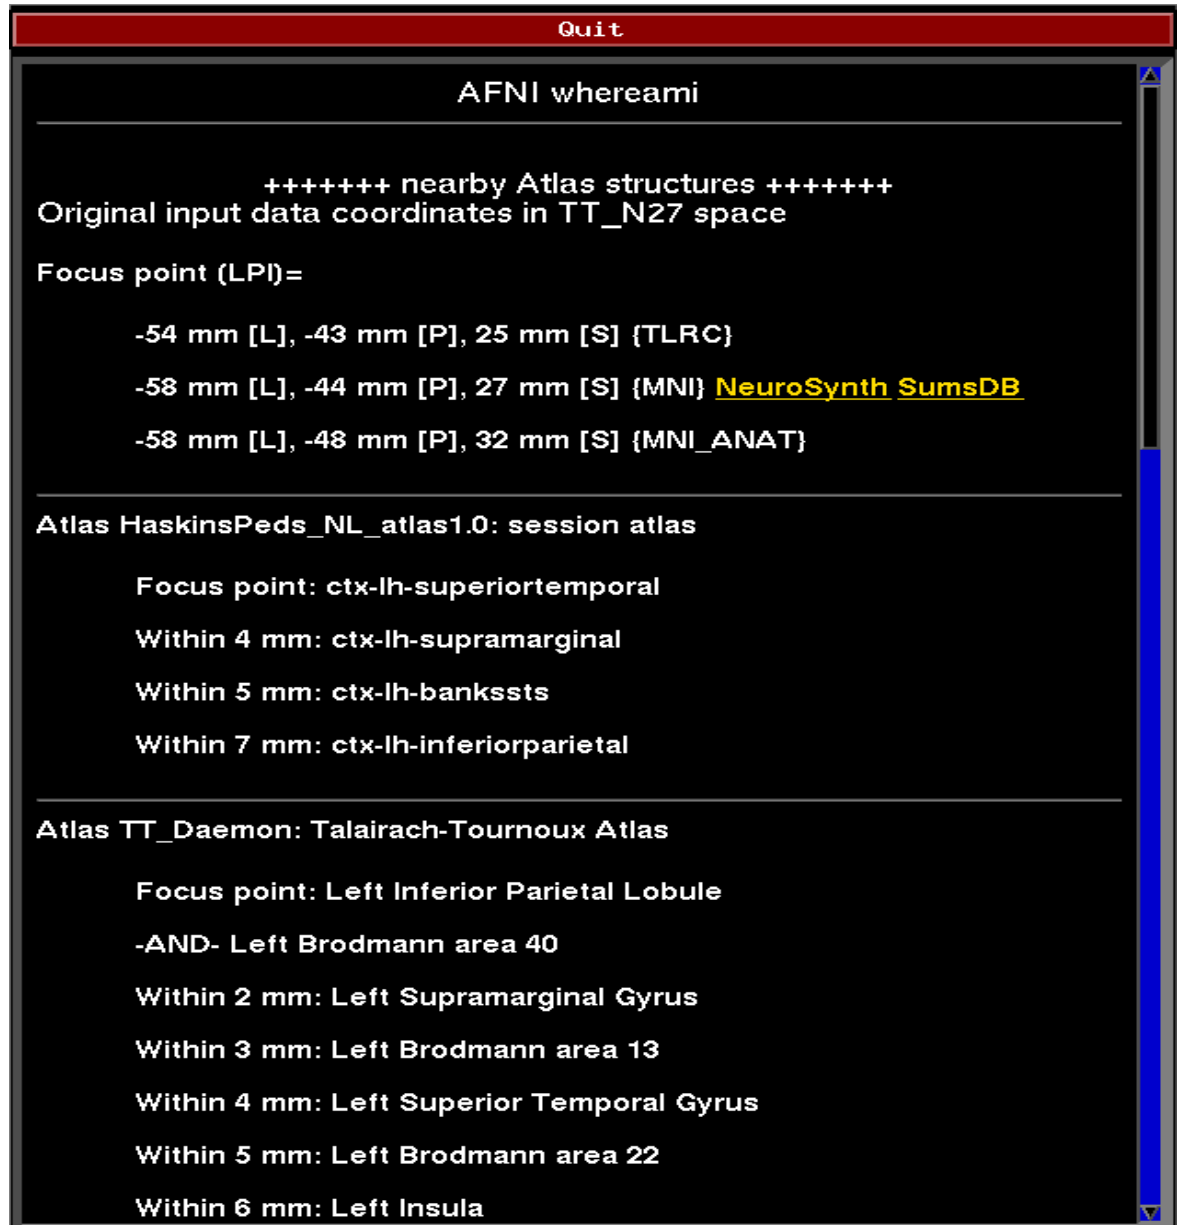 Quit
AFNI whereami
+++++++ nearby Atlas structures +++++++
Original input data coordinates in TT_N27 space
Focus point (LPI)=
-54 mm [L], -43 mm [P], 25 mm [S] {TLRC}
-58 mm [L], -44 mm [P], 27 mm [S] {MNI} NeuroSynth SumsDB
-58 mm [L], -48 mm [P], 32 mm [S] {MNI_ANAT}
Atlas HaskinsPeds_NL_atlas1.0: session atlas
Focus point: ctx-lh-superiortemporal
Within 4 mm: ctx-lh-supramarginal
Within 5 mm: ctx-lh-bankssts
Within 7 mm: ctx-lh-inferiorparietal
Atlas TT_Daemon: Talairach-Tournoux Atlas
Focus point: Left Inferior Parietal Lobule
-AND- Left Brodmann area 40
Within 2 mm: Left Supramarginal Gyrus
Within 3 mm: Left Brodmann area 13
Within 4 mm: Left Superior Temporal Gyrus
Within 5 mm: Left Brodmann area 22
Within 6 mm: Left Insula